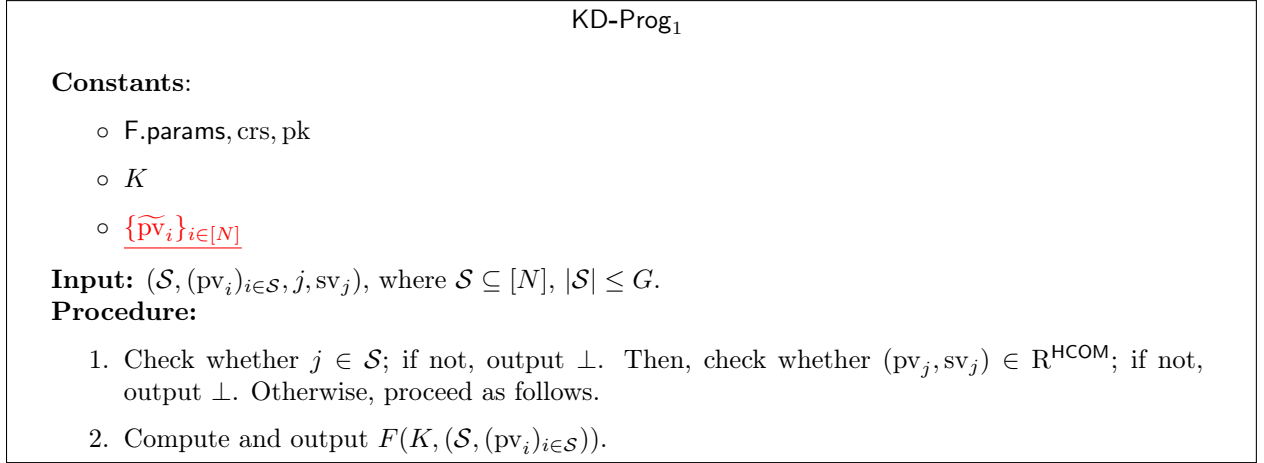 KD-Prog₁
Constants:
◦ F.params, crs, pk
◦ K
◦ {p̃v_i}_{i∈[N]}
Input: (𝒮, (pv_i)_{i∈𝒮}, j, sv_j), where 𝒮 ⊆ [N], |𝒮| ≤ G.
Procedure:
1. Check whether j ∈ 𝒮; if not, output ⊥. Then, check whether (pv_j, sv_j) ∈ R^{HCOM}; if not,
output ⊥. Otherwise, proceed as follows.
2. Compute and output F(K, (𝒮, (pv_i)_{i∈𝒮})).